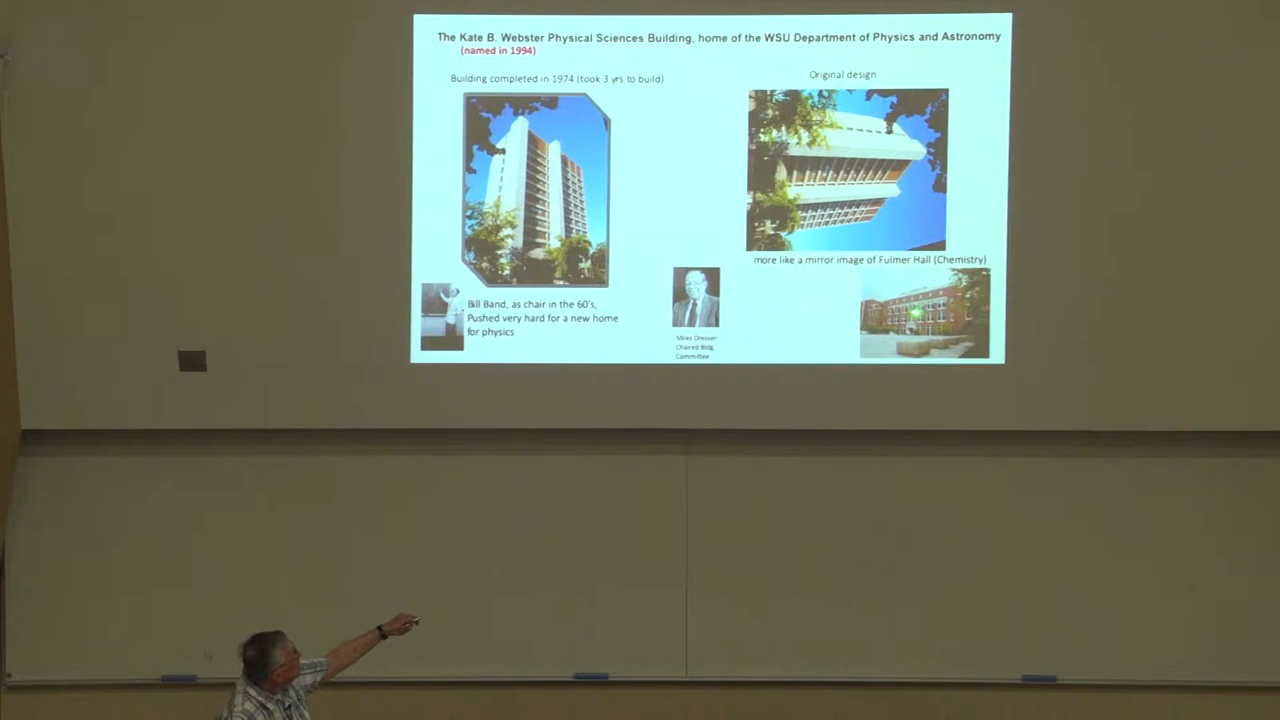 The Kate B. Webster Physical Sciences Building, home of the WSU Department of Physics and Astronomy
(named in 1994)
Building completed in 1974 (took 3 yrs to build)
Original design
more like a mirror image of Fulmer Hall (Chemistry)
Bill Band, as chair in the 60's,
Pushed very hard for a new home
for physics
Miles Dresser-
Chaired Bldg
Committee